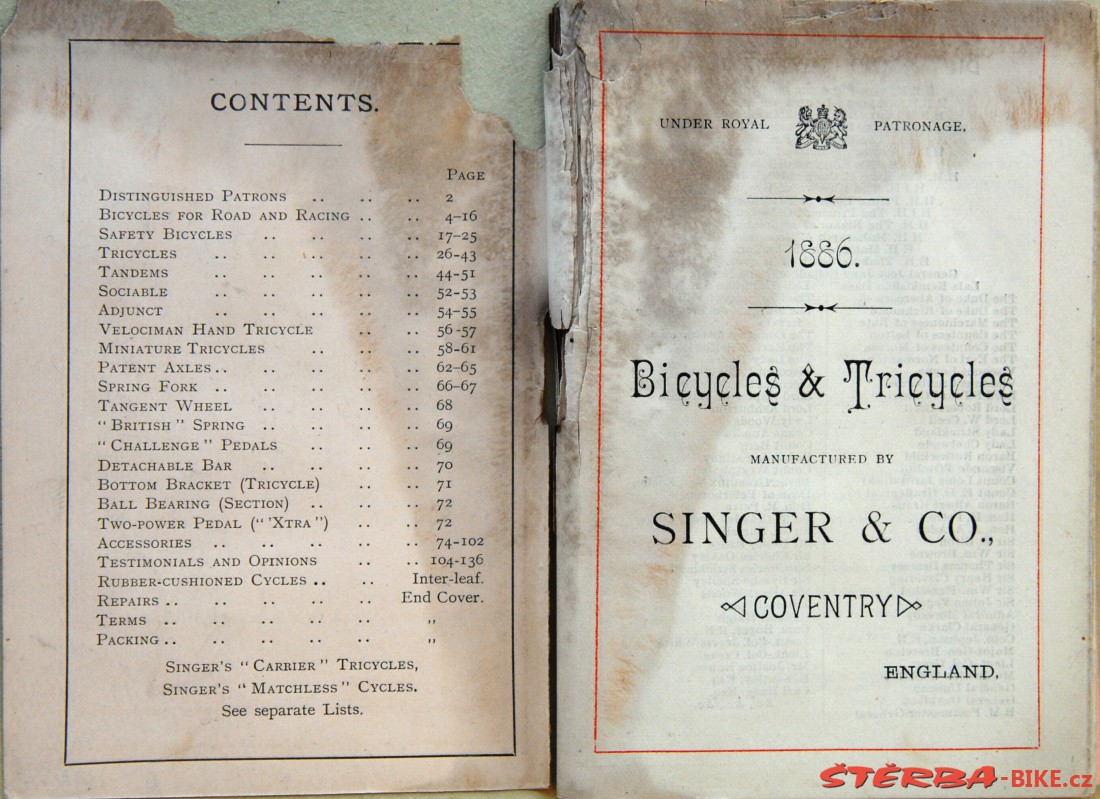 CONTENTS.
PAGE
DISTINGUISHED PATRONS .. .. .. 2
BICYCLES FOR ROAD AND RACING .. .. 4-16
SAFETY BICYCLES .. .. .. .. 17-25
TRICYCLES .. .. .. .. .. 26-43
TANDEMS .. .. .. .. .. 44-51
SOCIABLE .. .. .. .. .. 52-53
ADJUNCT .. .. .. .. .. 54-55
VELOCIMAN HAND TRICYCLE .. .. 56-57
MINIATURE TRICYCLES .. .. .. 58-61
PATENT AXLES .. .. .. .. .. 62-65
SPRING FORK .. .. .. .. .. 66-67
TANGENT WHEEL .. .. .. .. 68
"BRITISH" SPRING .. .. .. .. 69
"CHALLENGE" PEDALS .. .. .. 69
DETACHABLE BAR .. .. .. .. 70
BOTTOM BRACKET (TRICYCLE) .. .. 71
BALL BEARING (SECTION) .. .. .. 72
TWO-POWER PEDAL ("'XTRA") .. .. 72
ACCESSORIES .. .. .. .. .. 74-102
TESTIMONIALS AND OPINIONS .. .. 104-136
RUBBER-CUSHIONED CYCLES .. .. Inter-leaf.
REPAIRS .. .. .. .. .. End Cover.
TERMS .. .. .. .. .. ,,
PACKING .. .. .. .. .. ,,
SINGER'S "CARRIER" TRICYCLES,
SINGER'S "MATCHLESS" CYCLES.
See separate Lists.
UNDER ROYAL PATRONAGE.
1886.
Bicycles & Tricycles
MANUFACTURED BY
SINGER & CO.,
COVENTRY
ENGLAND.
ŠTĚRBA-BIKE.cz